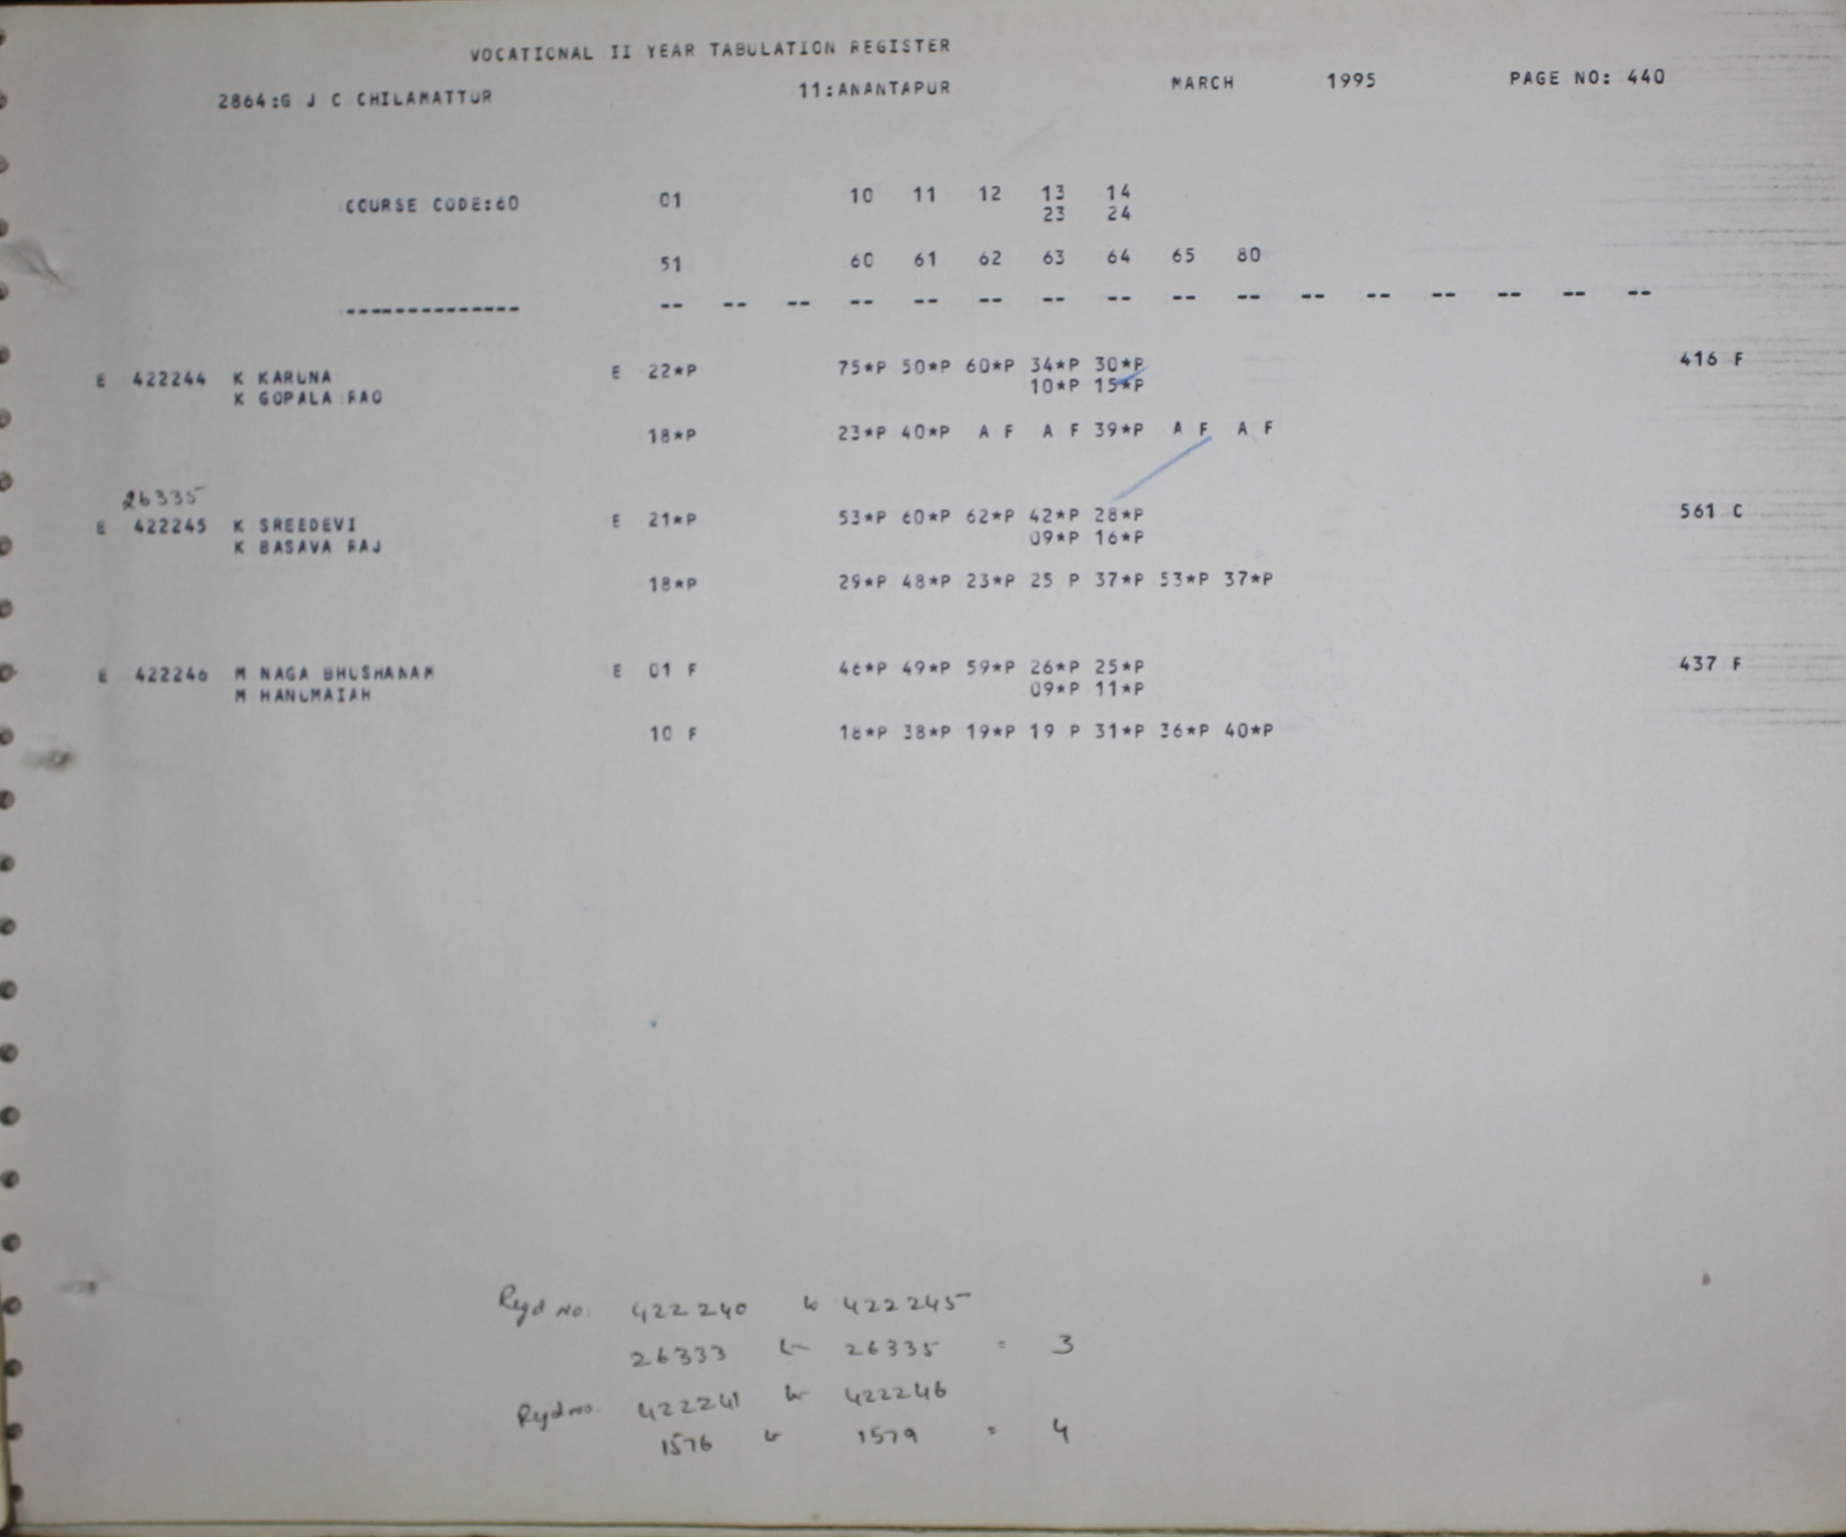 VOCATIONAL II YEAR TABULATION REGISTER
2864:G J C CHILAMATTUR 11:ANANTAPUR MARCH 1995 PAGE NO: 440
COURSE CODE:60 01 10 11 12 13 14
23 24
51 60 61 62 63 64 65 80
-------------- -- -- -- -- -- -- -- -- -- -- -- -- -- -- -- --
E 422244 K KARUNA E 22*P 75*P 50*P 60*P 34*P 30*P 416 F
K GOPALA RAO 10*P 15*P
18*P 23*P 40*P A F A F 39*P A F A F
26335
E 422245 K SREEDEVI E 21*P 53*P 60*P 62*P 42*P 28*P 561 C
K BASAVA RAJ 09*P 16*P
18*P 29*P 48*P 23*P 25 P 37*P 53*P 37*P
E 422246 M NAGA BHUSHANAM E 01 F 46*P 49*P 59*P 26*P 25*P 437 F
M HANUMAIAH 09*P 11*P
10 F 18*P 38*P 19*P 19 P 31*P 36*P 40*P
Regd No. 422240 to 422245
26333 to 26335 = 3
Regd no. 422241 to 422246
1576 to 1579 = 4